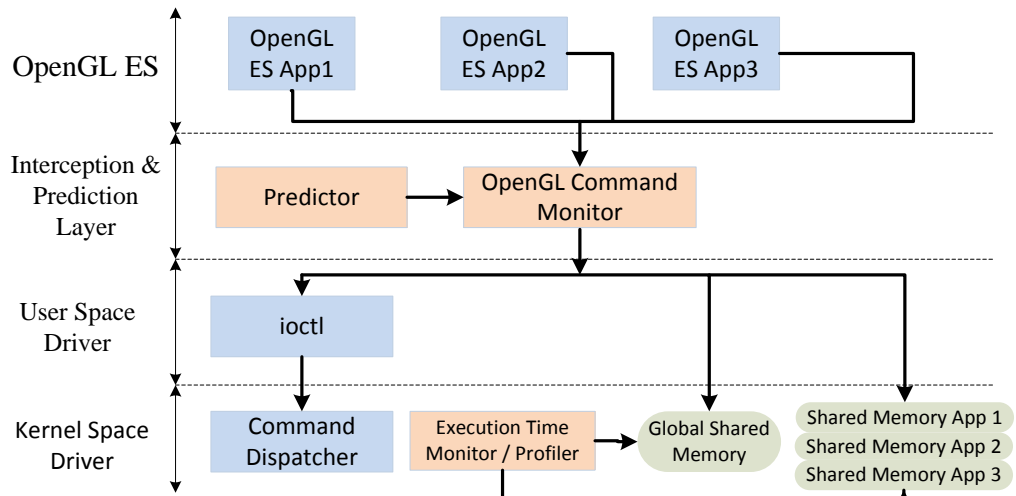 OpenGL ES
OpenGL
ES App1
OpenGL
ES App2
OpenGL
ES App3
Interception &
Prediction
Layer
Predictor
OpenGL Command
Monitor
User Space
Driver
ioctl
Kernel Space
Driver
Command
Dispatcher
Execution Time
Monitor / Profiler
Global Shared
Memory
Shared Memory App 1
Shared Memory App 2
Shared Memory App 3